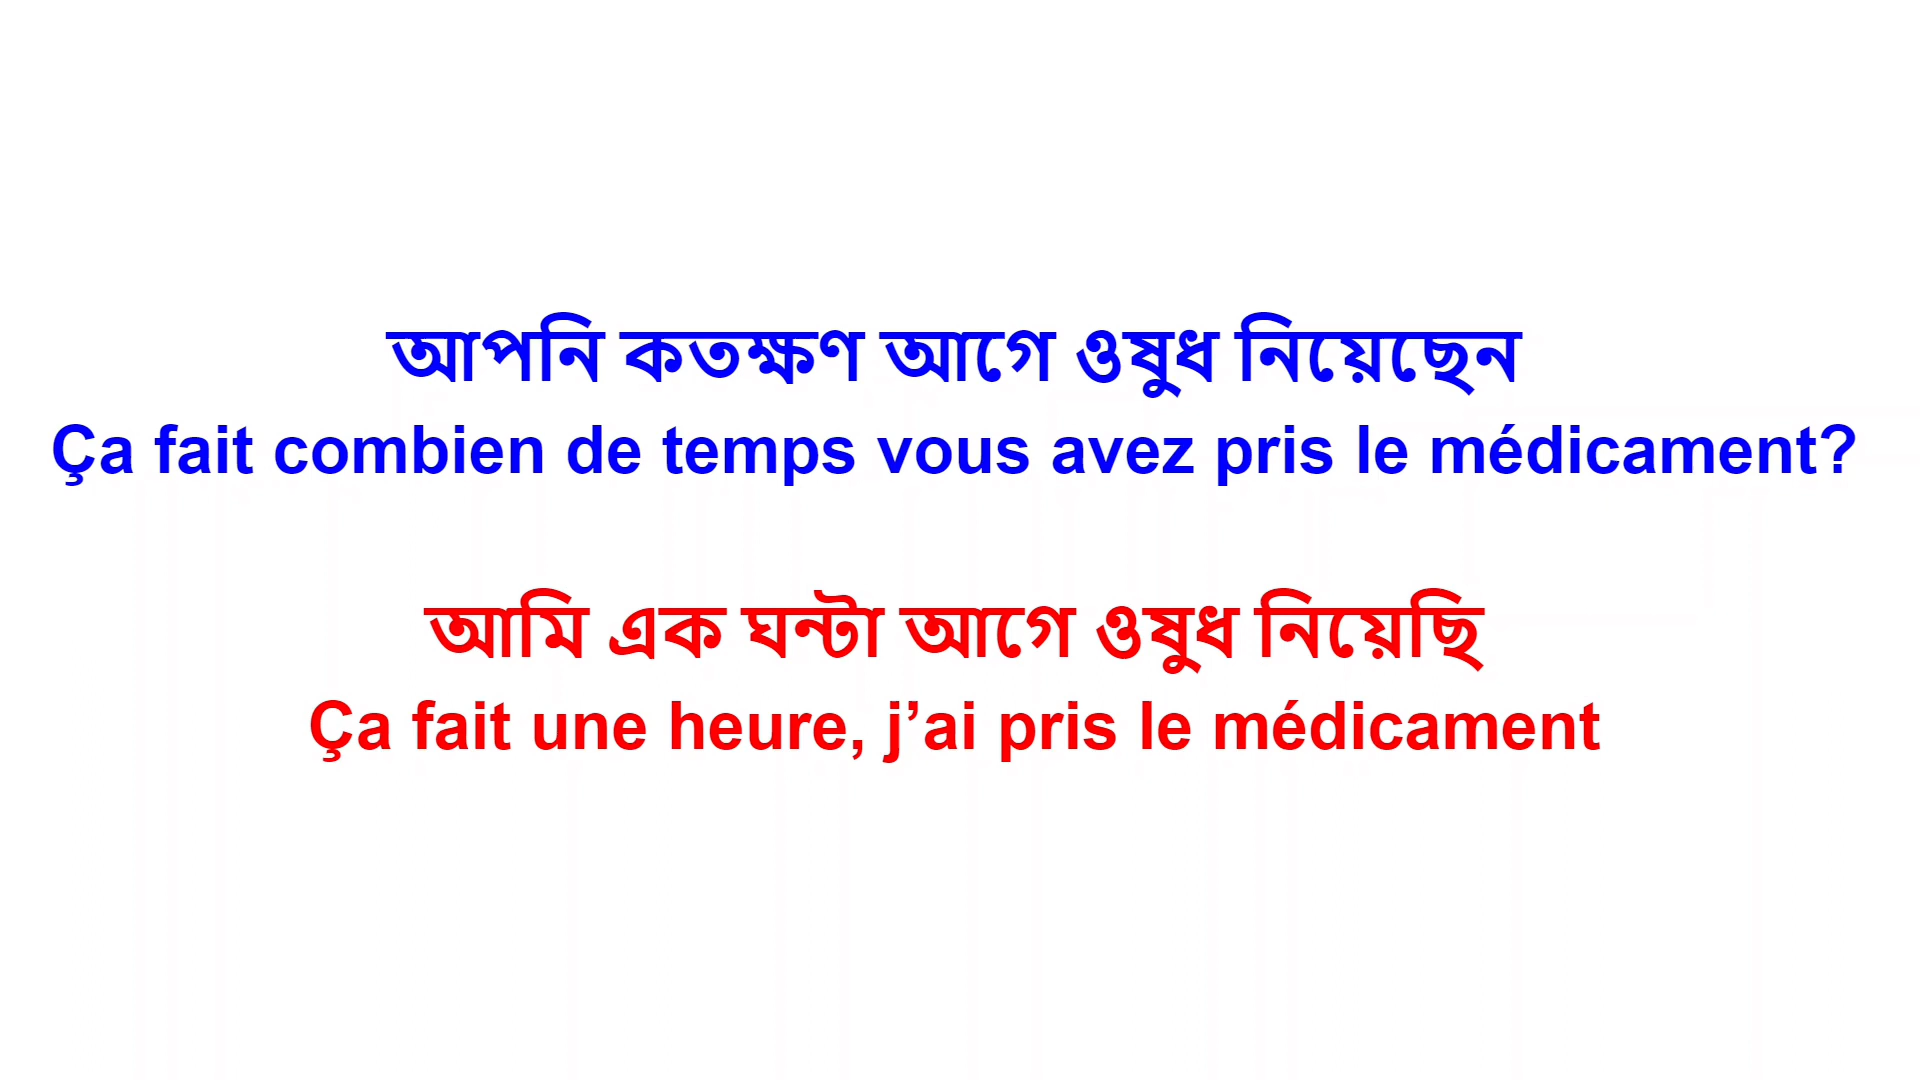 আপনি কতক্ষণ আগে ওষুধ নিয়েছেন
Ça fait combien de temps vous avez pris le médicament?
আমি এক ঘন্টা আগে ওষুধ নিয়েছি
Ça fait une heure, j’ai pris le médicament